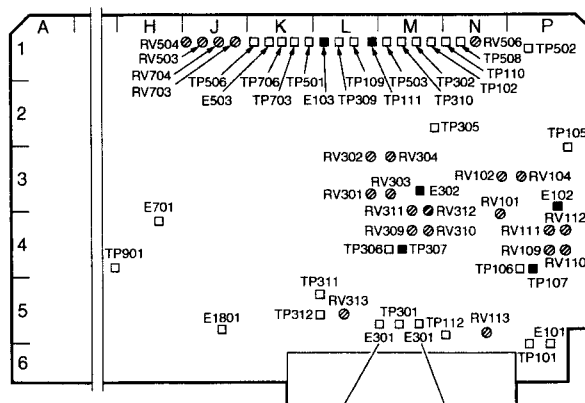 A H J K L M N P
1 RV504 RV506 TP502
RV503 TP508
RV704 TP506 TP706 TP501 TP109 TP503 TP302 TP110
RV703 E503 TP703 E103 TP309 TP111 TP310 TP102
2 TP305 TP105
RV302 RV304
3 RV303 RV102 RV104
RV301 E302 RV101 E102
E701 RV311 RV312 RV112
4 RV309 RV310 RV111
TP306 TP307 RV109 RV110
TP901 TP106
TP107
TP311
5 E1801 TP312 RV313 TP301 TP112 RV113 E101
E301 E301 TP101
6